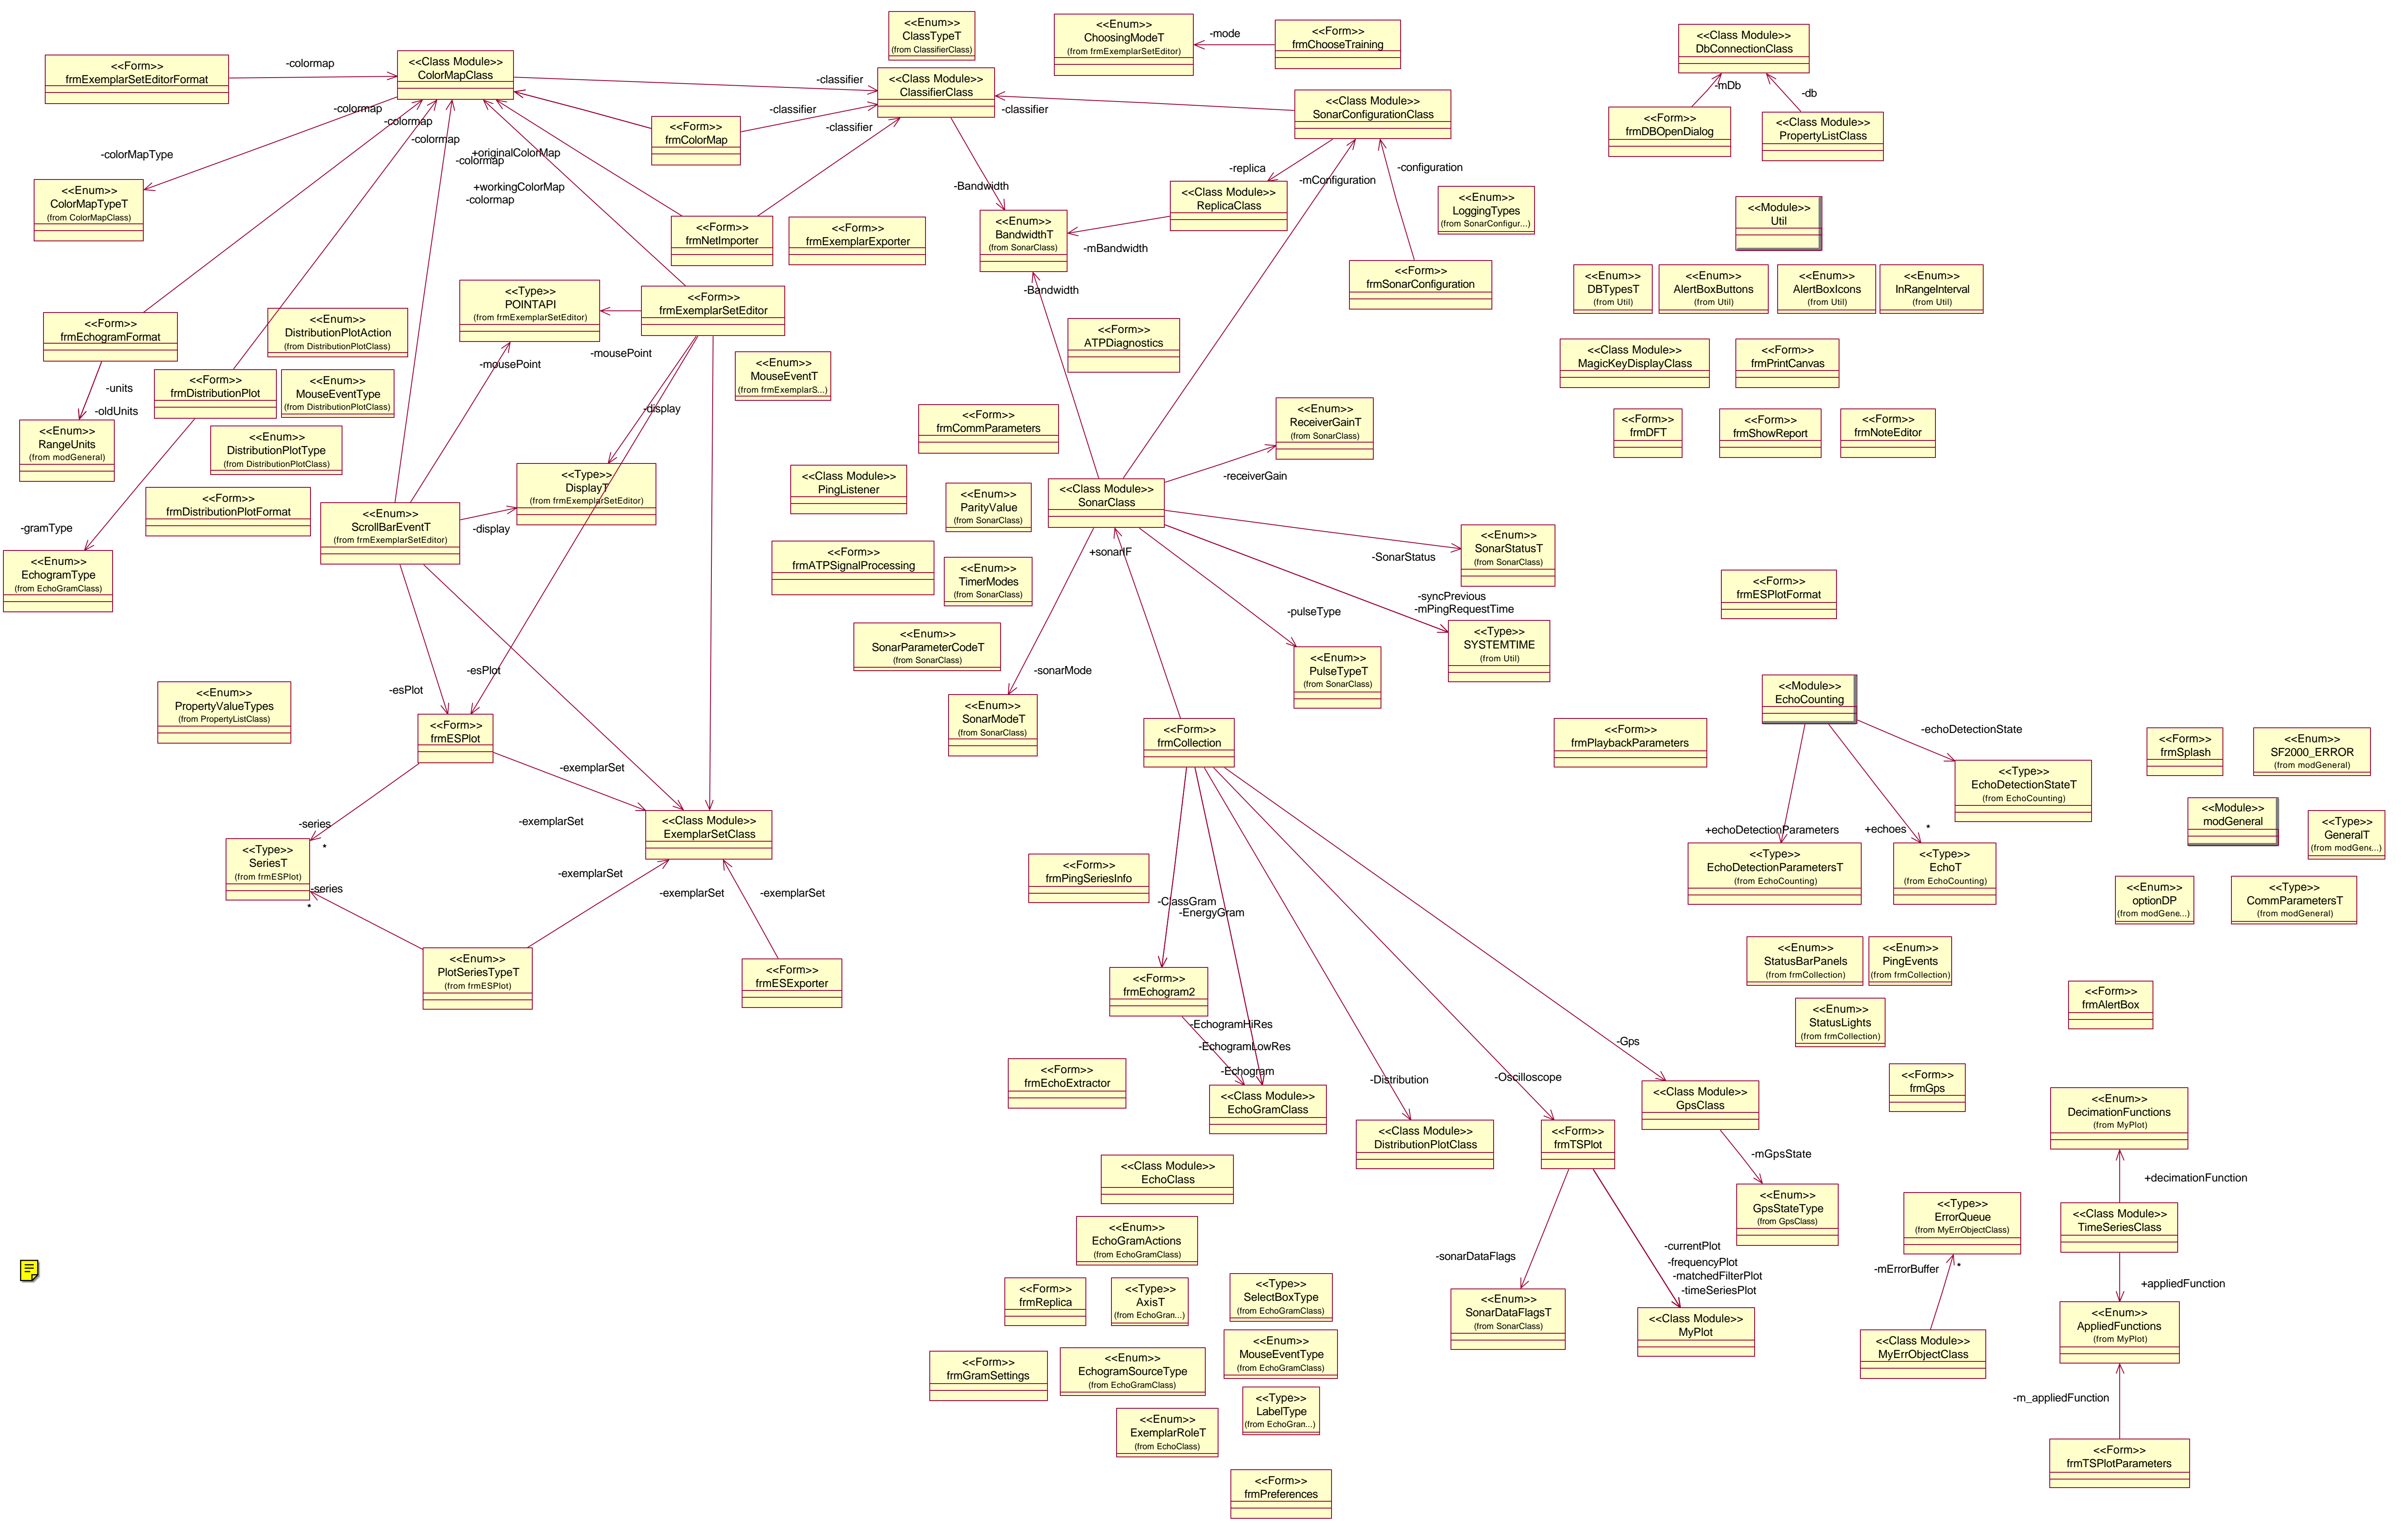 <<Form>>
frmExemplarSetEditorFormat
-colormap
<<Class Module>>
ColorMapClass
<<Enum>>
ClassTypeT
(from ClassifierClass)
-classifier
<<Class Module>>
ClassifierClass
<<Enum>>
ChoosingModeT
(from frmExemplarSetEditor)
-mode
<<Form>>
frmChooseTraining
<<Class Module>>
DbConnectionClass
-mDb
-db
<<Form>>
frmDBOpenDialog
<<Class Module>>
PropertyListClass
-colormap
-colormap
-colormap
-colormap
+originalColorMap
+workingColorMap
-colormap
-colorMapType
<<Enum>>
ColorMapTypeT
(from ColorMapClass)
<<Form>>
frmColorMap
-classifier
-classifier
-classifier
<<Class Module>>
SonarConfigurationClass
-replica
-mConfiguration
-configuration
-Bandwidth
<<Class Module>>
ReplicaClass
<<Enum>>
LoggingTypes
(from SonarConfigur...)
<<Enum>>
BandwidthT
(from SonarClass)
-mBandwidth
-Bandwidth
<<Form>>
frmNetImporter
<<Form>>
frmExemplarExporter
<<Form>>
frmSonarConfiguration
<<Module>>
Util
<<Enum>>
DBTypesT
(from Util)
<<Enum>>
AlertBoxButtons
(from Util)
<<Enum>>
AlertBoxIcons
(from Util)
<<Enum>>
InRangeInterval
(from Util)
<<Type>>
POINTAPI
(from frmExemplarSetEditor)
<<Form>>
frmExemplarSetEditor
-mousePoint
-mousePoint
<<Form>>
frmEchogramFormat
<<Enum>>
DistributionPlotAction
(from DistributionPlotClass)
<<Form>>
ATPDiagnostics
<<Class Module>>
MagicKeyDisplayClass
<<Form>>
frmPrintCanvas
<<Enum>>
MouseEventT
(from frmExemplarS...)
-units
-oldUnits
<<Form>>
frmDistributionPlot
<<Enum>>
MouseEventType
(from DistributionPlotClass)
<<Enum>>
RangeUnits
(from modGeneral)
<<Enum>>
DistributionPlotType
(from DistributionPlotClass)
-display
<<Form>>
frmCommParameters
<<Enum>>
ReceiverGainT
(from SonarClass)
<<Form>>
frmDFT
<<Form>>
frmShowReport
<<Form>>
frmNoteEditor
<<Form>>
frmDistributionPlotFormat
<<Enum>>
ScrollBarEventT
(from frmExemplarSetEditor)
-display
<<Type>>
DisplayT
(from frmExemplarSetEditor)
<<Class Module>>
PingListener
<<Enum>>
ParityValue
(from SonarClass)
<<Class Module>>
SonarClass
-receiverGain
-gramType
<<Enum>>
EchogramType
(from EchoGramClass)
<<Form>>
frmATPSignalProcessing
<<Enum>>
TimerModes
(from SonarClass)
+sonarIF
-SonarStatus
<<Enum>>
SonarStatusT
(from SonarClass)
-syncPrevious
-mPingRequestTime
-pulseType
<<Type>>
SYSTEMTIME
(from Util)
<<Form>>
frmESPlotFormat
<<Enum>>
SonarParameterCodeT
(from SonarClass)
-sonarMode
<<Enum>>
PulseTypeT
(from SonarClass)
<<Enum>>
PropertyValueTypes
(from PropertyListClass)
-esPlot
-esPlot
<<Enum>>
SonarModeT
(from SonarClass)
<<Module>>
EchoCounting
<<Form>>
frmESPlot
<<Form>>
frmCollection
<<Form>>
frmPlaybackParameters
-echoDetectionState
<<Form>>
frmSplash
<<Enum>>
SF2000_ERROR
(from modGeneral)
-exemplarSet
<<Type>>
EchoDetectionStateT
(from EchoCounting)
<<Module>>
modGeneral
<<Type>>
GeneralT
(from modGene...)
-series
*
-exemplarSet
<<Class Module>>
ExemplarSetClass
+echoDetectionParameters
+echoes
*
<<Type>>
SeriesT
(from frmESPlot)
-series
*
-exemplarSet
-exemplarSet
-exemplarSet
<<Form>>
frmPingSeriesInfo
<<Type>>
EchoDetectionParametersT
(from EchoCounting)
<<Type>>
EchoT
(from EchoCounting)
<<Enum>>
optionDP
(from modGene...)
<<Type>>
CommParametersT
(from modGeneral)
-ClassGram
-EnergyGram
<<Enum>>
PlotSeriesTypeT
(from frmESPlot)
<<Form>>
frmESExporter
<<Form>>
frmEchogram2
<<Enum>>
StatusBarPanels
(from frmCollection)
<<Enum>>
PingEvents
(from frmCollection)
<<Enum>>
StatusLights
(from frmCollection)
<<Form>>
frmAlertBox
-EchogramHiRes
-EchogramLowRes
-Echogram
-Distribution
-Oscilloscope
-Gps
<<Form>>
frmEchoExtractor
<<Class Module>>
EchoGramClass
<<Class Module>>
DistributionPlotClass
<<Form>>
frmTSPlot
<<Class Module>>
GpsClass
<<Form>>
frmGps
<<Enum>>
DecimationFunctions
(from MyPlot)
-mGpsState
<<Class Module>>
EchoClass
+decimationFunction
<<Enum>>
GpsStateType
(from GpsClass)
<<Type>>
ErrorQueue
(from MyErrObjectClass)
<<Class Module>>
TimeSeriesClass
<<Enum>>
EchoGramActions
(from EchoGramClass)
-sonarDataFlags
-currentPlot
-frequencyPlot
-matchedFilterPlot
-timeSeriesPlot
-mErrorBuffer
*
+appliedFunction
<<Form>>
frmReplica
<<Type>>
AxisT
(from EchoGran...)
<<Type>>
SelectBoxType
(from EchoGramClass)
<<Enum>>
SonarDataFlagsT
(from SonarClass)
<<Class Module>>
MyPlot
<<Class Module>>
MyErrObjectClass
<<Enum>>
AppliedFunctions
(from MyPlot)
<<Form>>
frmGramSettings
<<Enum>>
EchogramSourceType
(from EchoGramClass)
<<Enum>>
MouseEventType
(from EchoGramClass)
<<Type>>
LabelType
(from EchoGran...)
-m_appliedFunction
<<Enum>>
ExemplarRoleT
(from EchoClass)
<<Form>>
frmTSPlotParameters
<<Form>>
frmPreferences